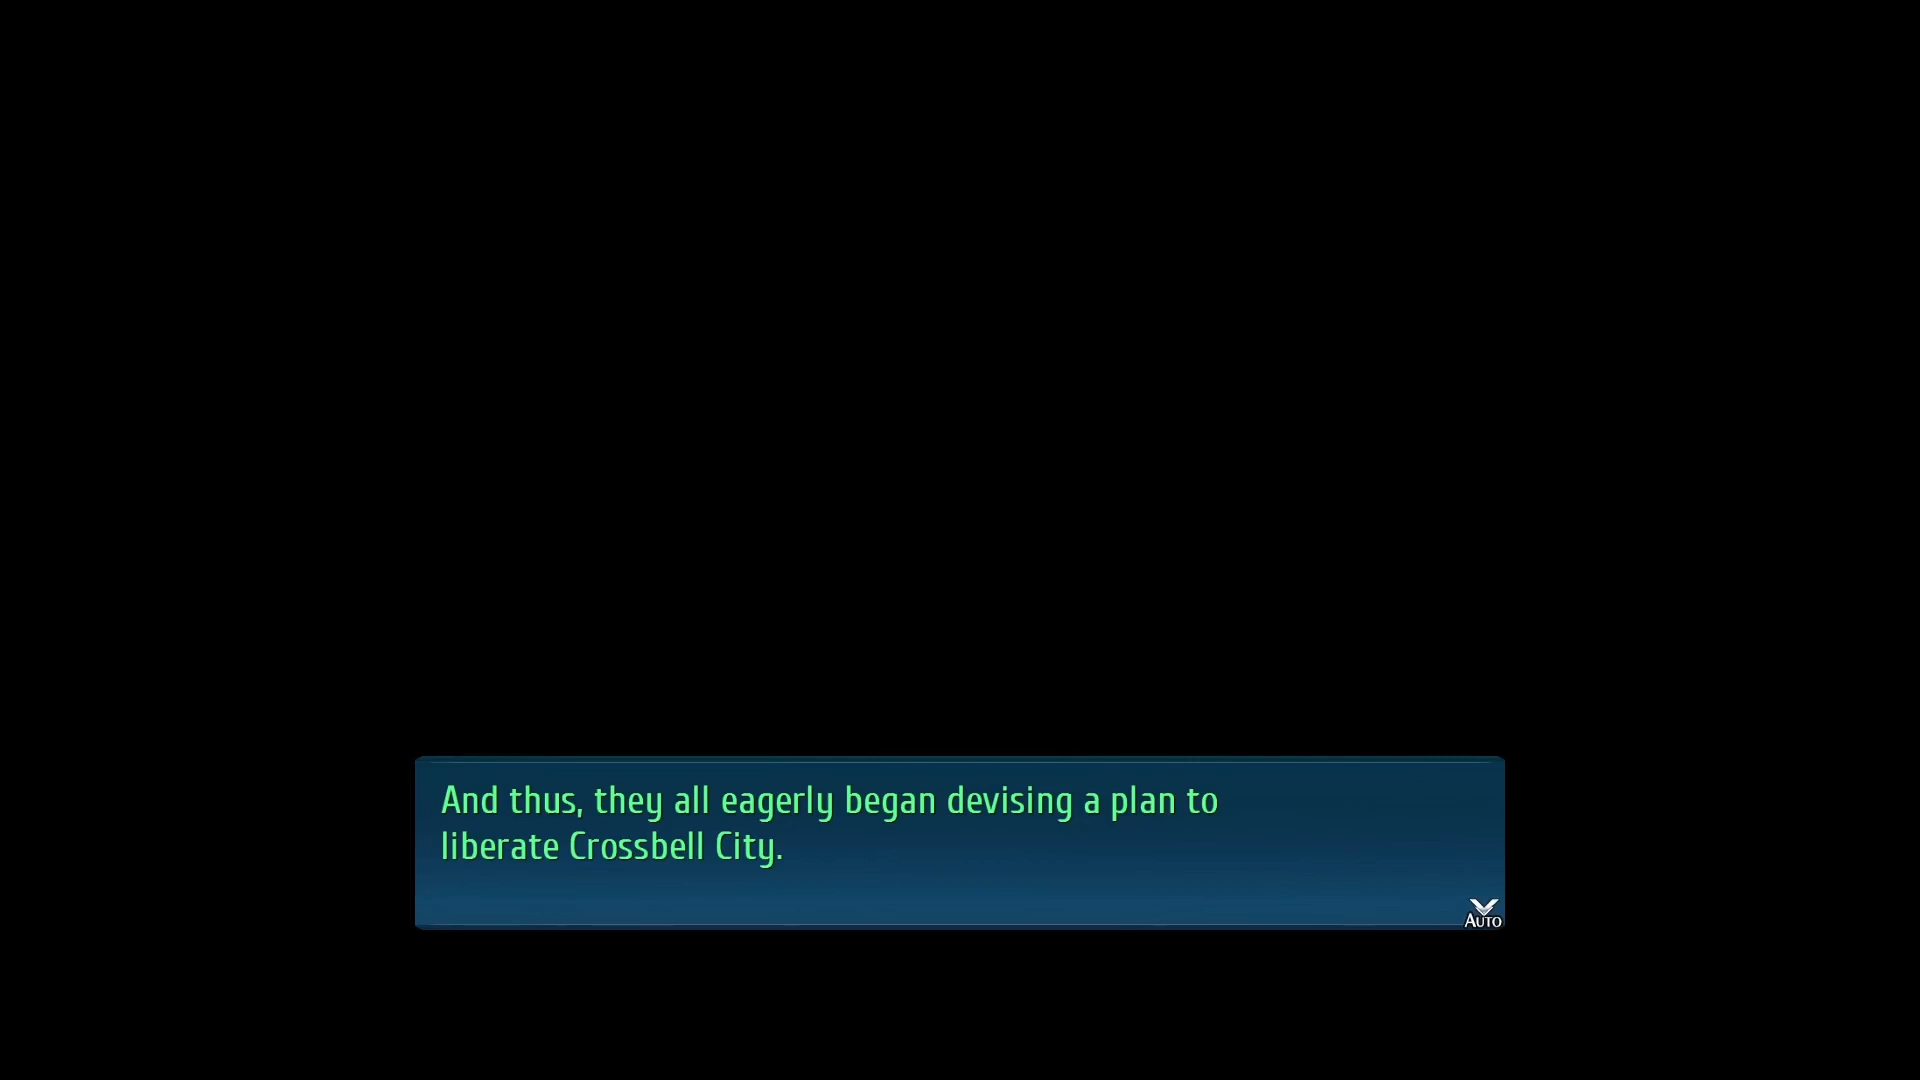 And thus, they all eagerly began devising a plan to
liberate Crossbell City.
AUTO